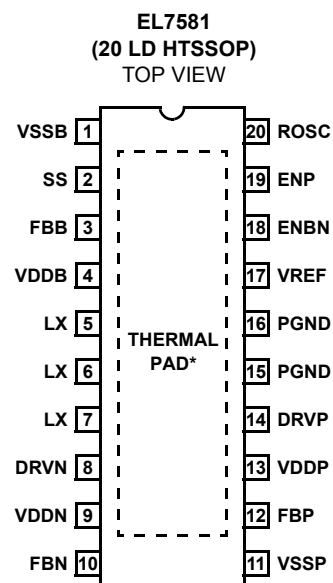 EL7581
(20 LD HTSSOP)
TOP VIEW
VSSB 1 20 ROSC
SS 2 19 ENP
FBB 3 18 ENBN
VDDB 4 17 VREF
LX 5 16 PGND
LX 6 15 PGND
THERMAL
PAD*
LX 7 14 DRVP
DRVN 8 13 VDDP
VDDN 9 12 FBP
FBN 10 11 VSSP